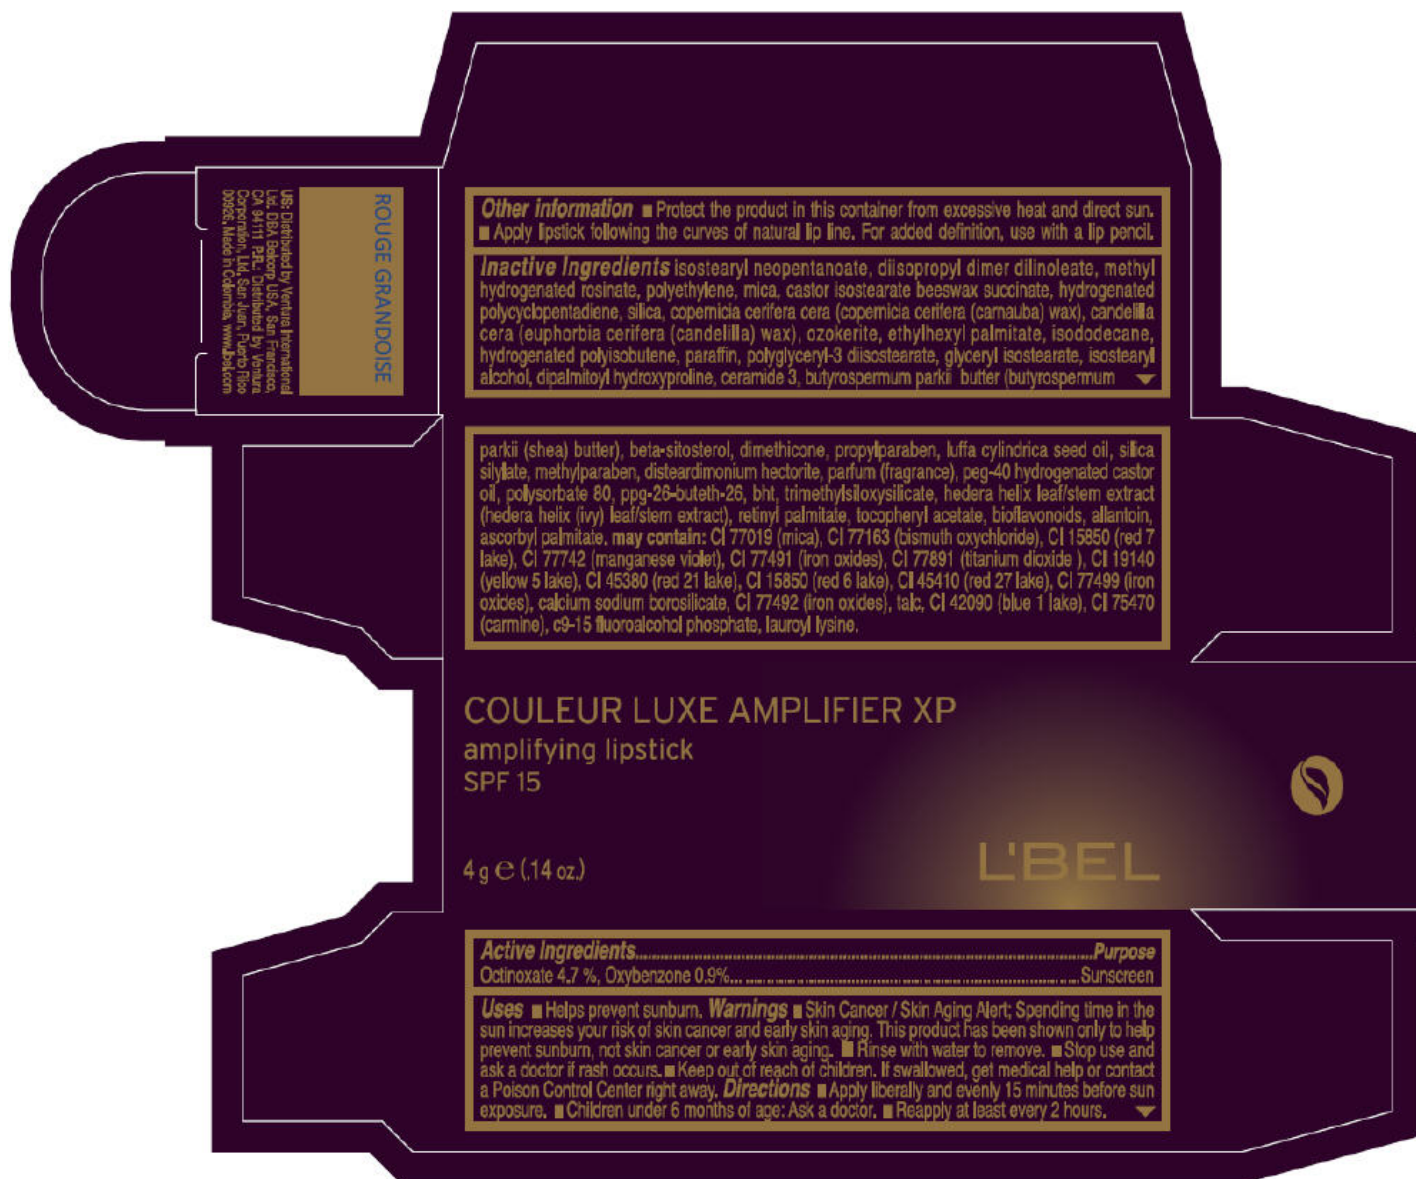 ROUGE GRANDOISE
US: Distributed by Ventura International
Ltd. DBA Belcorp USA, San Francisco,
CA 94111 P.R.: Distributed by Ventura
Corporation, Ltd, San Juan, Puerto Rico
00926. Made in Colombia. www.lbel.com
Other information ■ Protect the product in this container from excessive heat and direct sun.
■ Apply lipstick following the curves of natural lip line. For added definition, use with a lip pencil.
Inactive Ingredients isostearyl neopentanoate, diisopropyl dimer dilinoleate, methyl
hydrogenated rosinate, polyethylene, mica, castor isostearate beeswax succinate, hydrogenated
polycyclopentadiene, silica, copernicia cerifera cera (copernicia cerifera (carnauba) wax), candelilla
cera (euphorbia cerifera (candelilla) wax), ozokerite, ethylhexyl palmitate, isododecane,
hydrogenated polyisobutene, paraffin, polyglyceryl-3 diisostearate, glyceryl isostearate, isostearyl
alcohol, dipalmitoyl hydroxyproline, ceramide 3, butyrospermum parkii butter (butyrospermum
parkii (shea) butter), beta-sitosterol, dimethicone, propylparaben, luffa cylindrica seed oil, silica
silylate, methylparaben, disteardimonium hectorite, parfum (fragrance), peg-40 hydrogenated castor
oil, polysorbate 80, ppg-26-buteth-26, bht, trimethylsiloxysilicate, hedera helix leaf/stem extract
(hedera helix (ivy) leaf/stem extract), retinyl palmitate, tocopheryl acetate, bioflavonoids, allantoin,
ascorbyl palmitate. may contain: CI 77019 (mica), CI 77163 (bismuth oxychloride), CI 15850 (red 7
lake), CI 77742 (manganese violet), CI 77491 (iron oxides), CI 77891 (titanium dioxide ), CI 19140
(yellow 5 lake), CI 45380 (red 21 lake), CI 15850 (red 6 lake), CI 45410 (red 27 lake), CI 77499 (iron
oxides), calcium sodium borosilicate, CI 77492 (iron oxides), talc, CI 42090 (blue 1 lake), CI 75470
(carmine), c9-15 fluoroalcohol phosphate, lauroyl lysine.
COULEUR LUXE AMPLIFIER XP
amplifying lipstick
SPF 15
4 g ℮ (.14 oz.)
L'BEL
Active Ingredients..........Purpose
Octinoxate 4.7 %, Oxybenzone 0.9%..........Sunscreen
Uses ■ Helps prevent sunburn. Warnings ■ Skin Cancer / Skin Aging Alert; Spending time in the
sun increases your risk of skin cancer and early skin aging. This product has been shown only to help
prevent sunburn, not skin cancer or early skin aging. ■ Rinse with water to remove. ■ Stop use and
ask a doctor if rash occurs. ■ Keep out of reach of children. If swallowed, get medical help or contact
a Poison Control Center right away. Directions ■ Apply liberally and evenly 15 minutes before sun
exposure. ■ Children under 6 months of age: Ask a doctor. ■ Reapply at least every 2 hours.